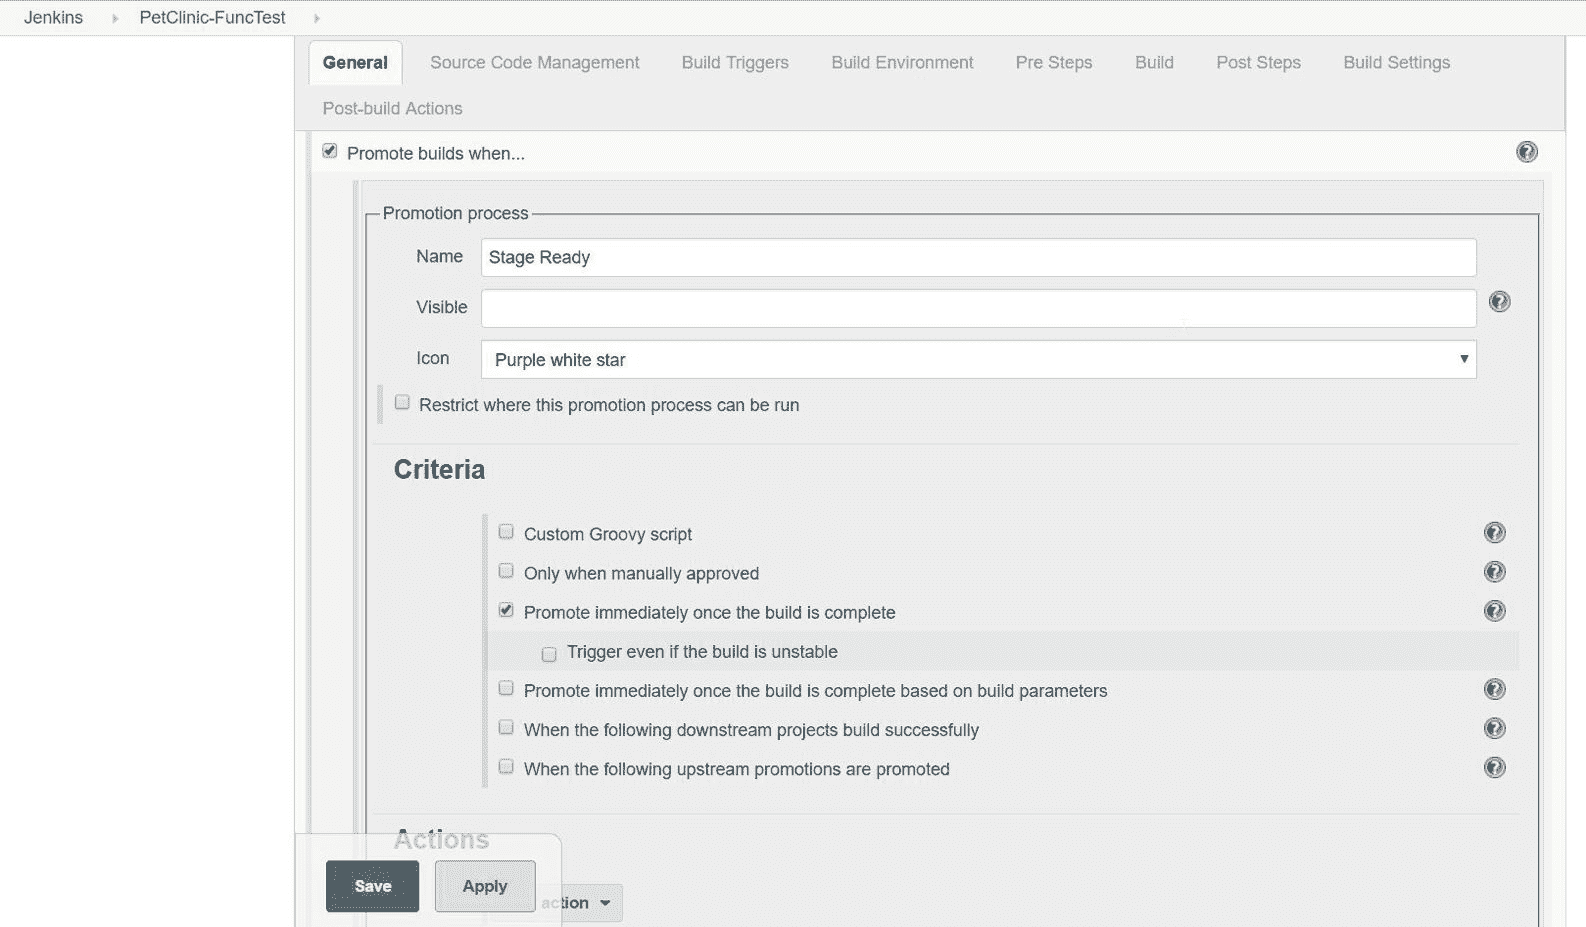 Jenkins PetClinic-FuncTest
General Source Code Management Build Triggers Build Environment Pre Steps Build Post Steps Build Settings
Post-build Actions
Promote builds when...
Promotion process
Name Stage Ready
Visible
Icon Purple white star
Restrict where this promotion process can be run
Criteria
Custom Groovy script
Only when manually approved
Promote immediately once the build is complete
Trigger even if the build is unstable
Promote immediately once the build is complete based on build parameters
When the following downstream projects build successfully
When the following upstream promotions are promoted
Actions
Save Apply action